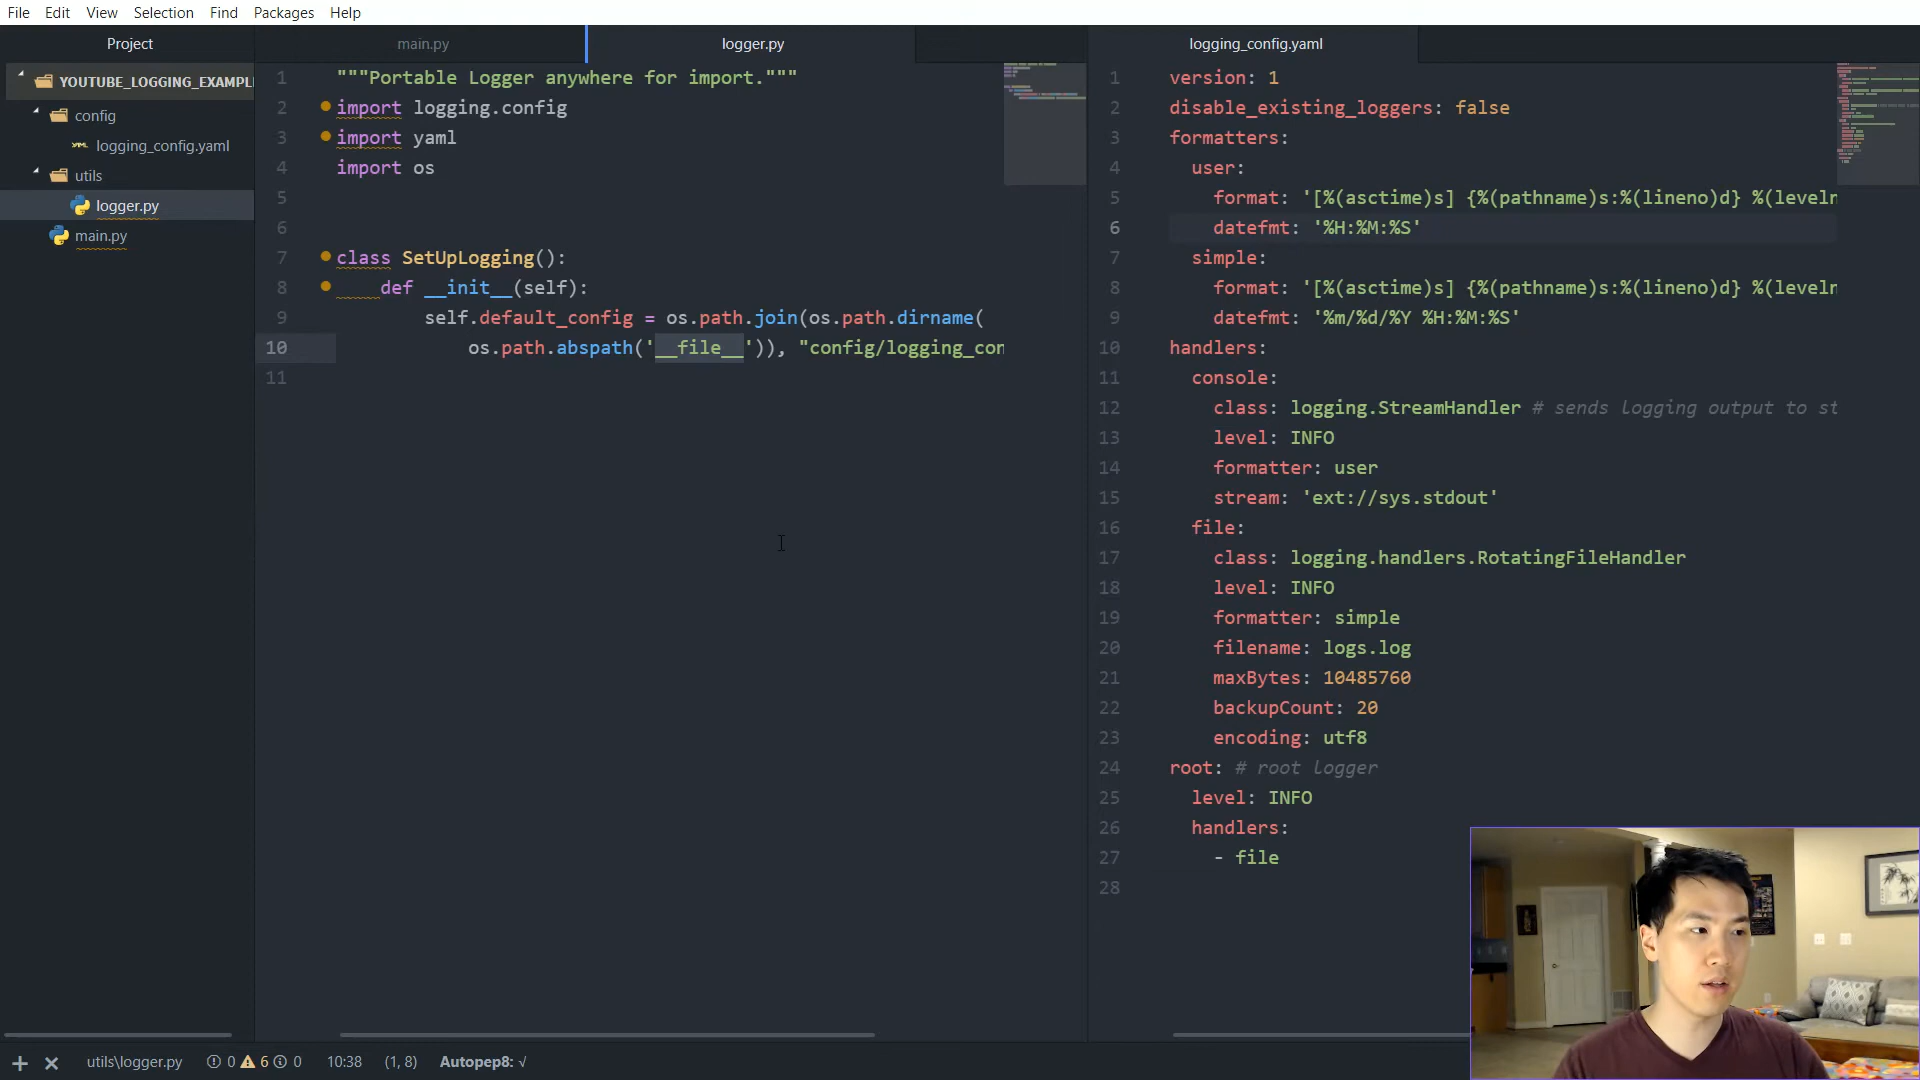 File Edit View Selection Find Packages Help
Project
YOUTUBE_LOGGING_EXAMPL
config
logging_config.yaml
utils
logger.py
main.py
main.py
logger.py
1 """Portable Logger anywhere for import."""
2 import logging.config
3 import yaml
4 import os
5
6
7 class SetUpLogging():
8 def __init__(self):
9 self.default_config = os.path.join(os.path.dirname(
10 os.path.abspath('__file__')), "config/logging_con
11
logging_config.yaml
1 version: 1
2 disable_existing_loggers: false
3 formatters:
4 user:
5 format: '[%(asctime)s] {%(pathname)s:%(lineno)d} %(leveln
6 datefmt: '%H:%M:%S'
7 simple:
8 format: '[%(asctime)s] {%(pathname)s:%(lineno)d} %(leveln
9 datefmt: '%m/%d/%Y %H:%M:%S'
10 handlers:
11 console:
12 class: logging.StreamHandler # sends logging output to st
13 level: INFO
14 formatter: user
15 stream: 'ext://sys.stdout'
16 file:
17 class: logging.handlers.RotatingFileHandler
18 level: INFO
19 formatter: simple
20 filename: logs.log
21 maxBytes: 10485760
22 backupCount: 20
23 encoding: utf8
24 root: # root logger
25 level: INFO
26 handlers:
27 - file
28
utils\logger.py 0 6 0 10:38 (1, 8) Autopep8: √